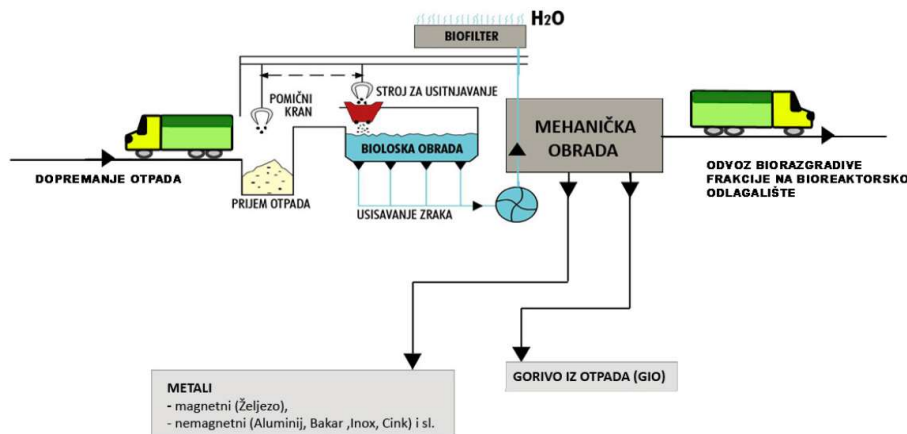 H2O
BIOFILTER
POMIČNI
KRAN
STROJ ZA USITNJAVANJE
BIOLOSKA OBRADA
MEHANIČKA
OBRADA
DOPREMANJE OTPADA
PRIJEM OTPADA
USISAVANJE ZRAKA
ODVOZ BIORAZGRADIVE
FRAKCIJE NA BIOREAKTORSKO
ODLAGALIŠTE
METALI
- magnetni (Željezo),
- nemagnetni (Aluminij, Bakar ,Inox, Cink) i sl.
GORIVO IZ OTPADA (GIO)